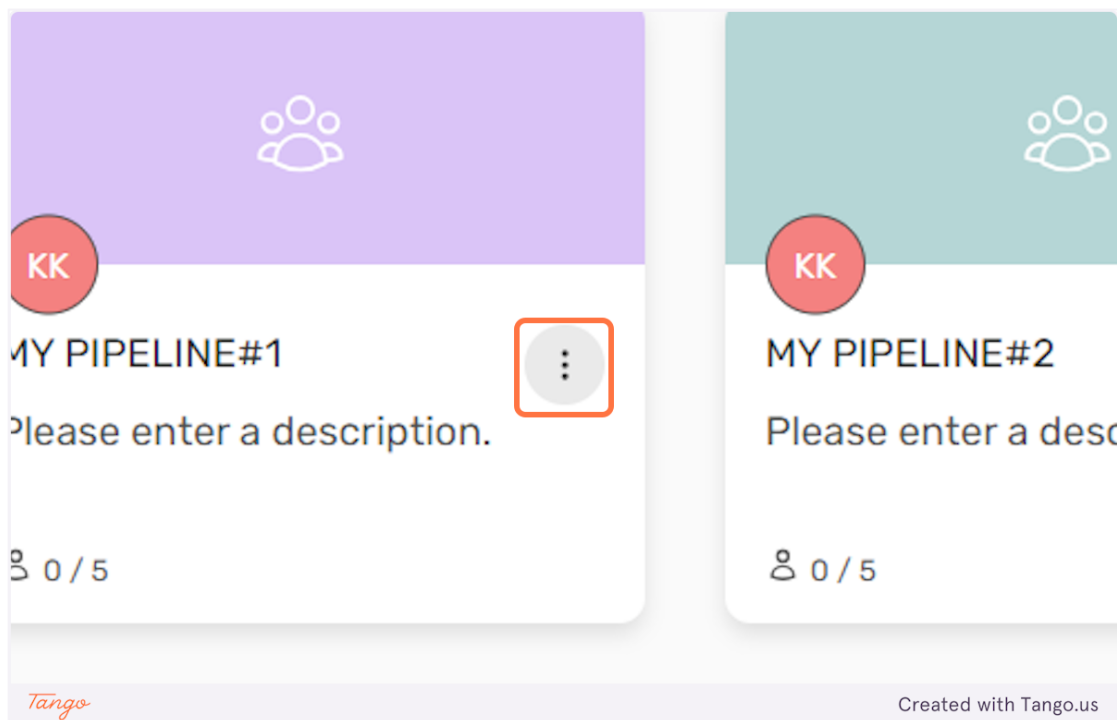 KK
MY PIPELINE#1
Please enter a description.
0 / 5
KK
MY PIPELINE#2
Please enter a desc
0 / 5
Tango
Created with Tango.us